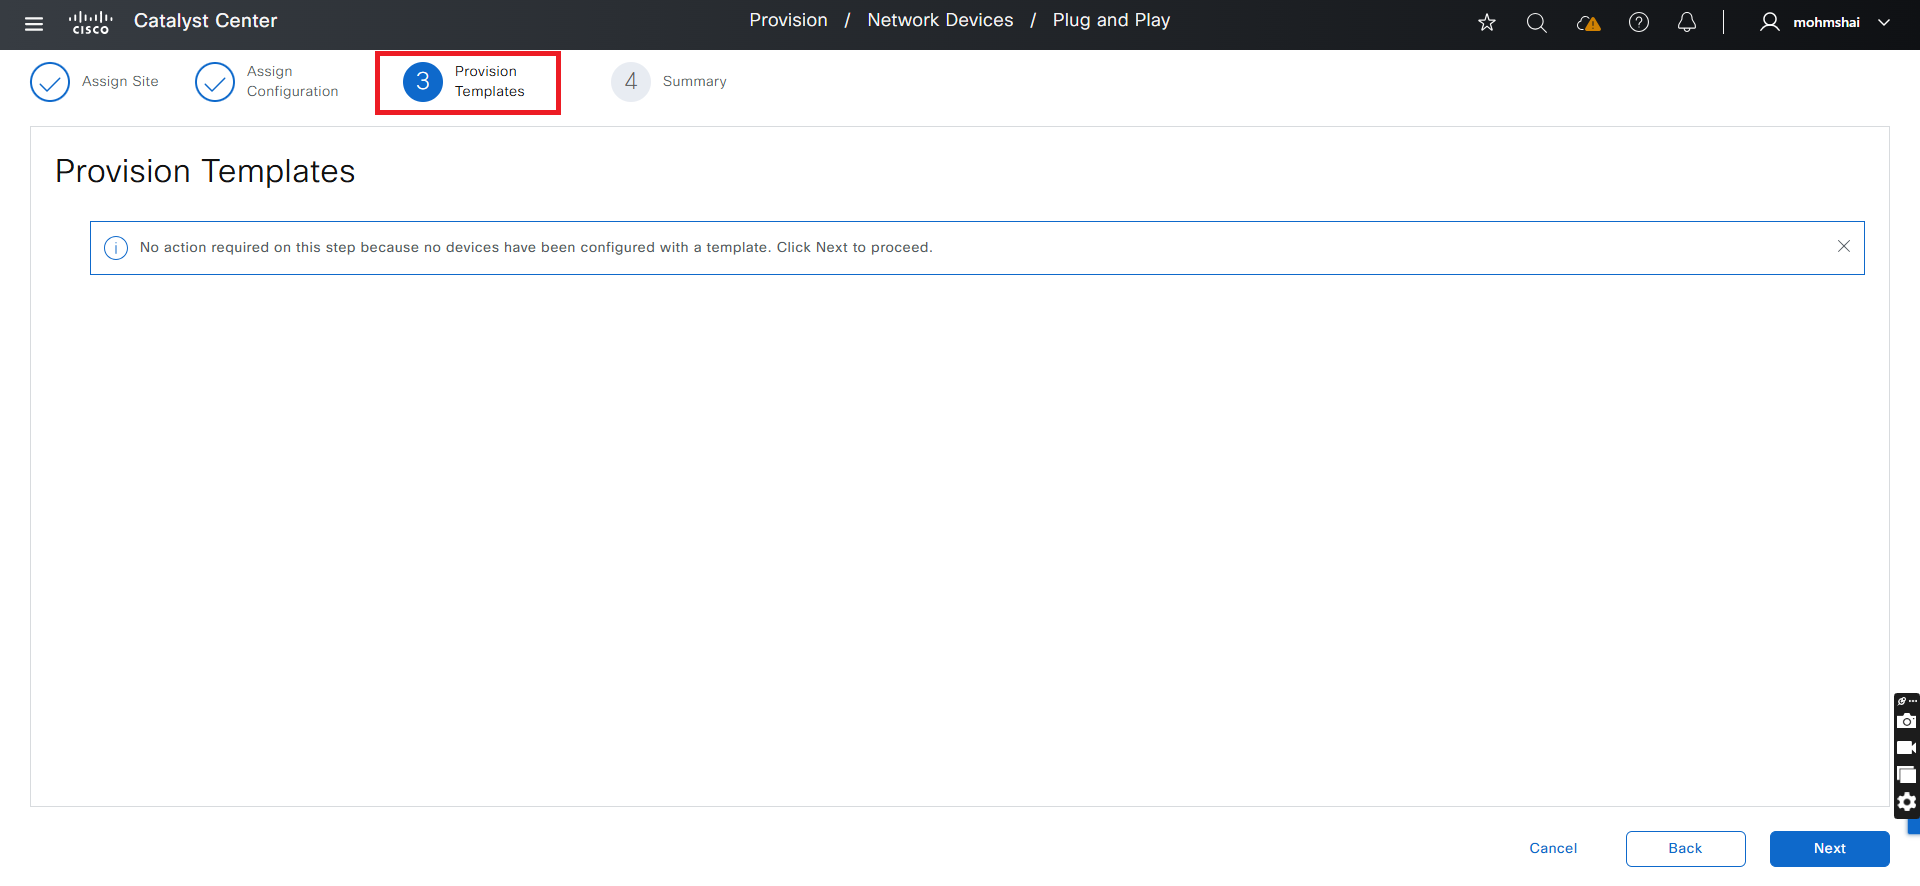 cisco Catalyst Center
Provision / Network Devices / Plug and Play
mohmshai
Assign Site
Assign
Configuration
3 Provision
Templates
4 Summary
Provision Templates
No action required on this step because no devices have been configured with a template. Click Next to proceed.
Cancel Back Next